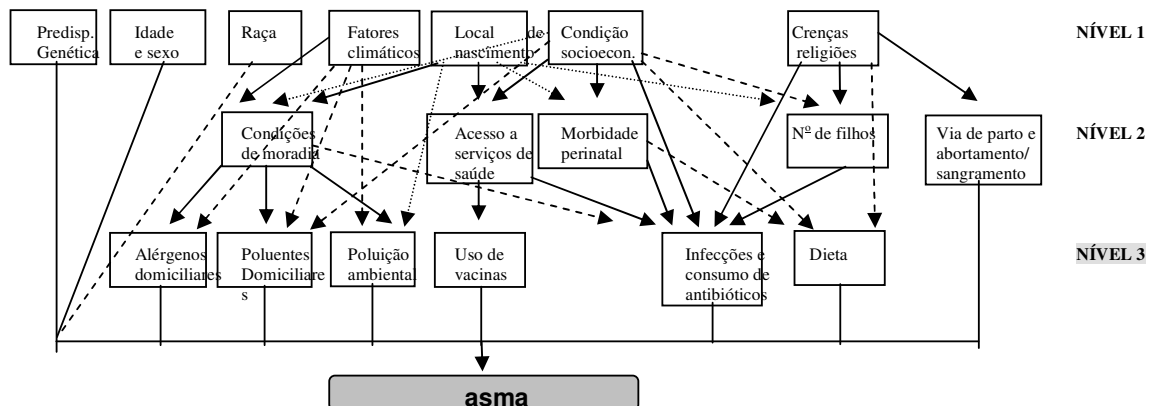 Predisp.
Genética
Idade
e sexo
Raça
Fatores
climáticos
Local de
nascimento
Condição
socioecon.
Crenças
religiões
NÍVEL 1
Condições
de moradia
Acesso a
serviços de
saúde
Morbidade
perinatal
Nº de filhos
Via de parto e
abortamento/
sangramento
NÍVEL 2
Alérgenos
domiciliares
Poluentes
Domiciliare
s
Poluição
ambiental
Uso de
vacinas
Infecções e
consumo de
antibióticos
Dieta
NÍVEL 3
asma